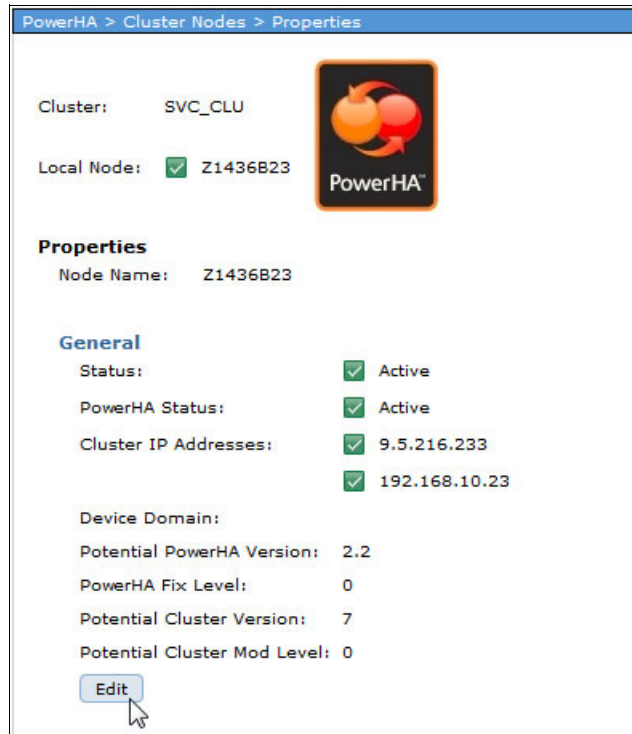 PowerHA > Cluster Nodes > Properties
Cluster: SVC_CLU
Local Node: Z1436B23
PowerHA™
Properties
Node Name: Z1436B23
General
Status: Active
PowerHA Status: Active
Cluster IP Addresses: 9.5.216.233
192.168.10.23
Device Domain:
Potential PowerHA Version: 2.2
PowerHA Fix Level: 0
Potential Cluster Version: 7
Potential Cluster Mod Level: 0
Edit